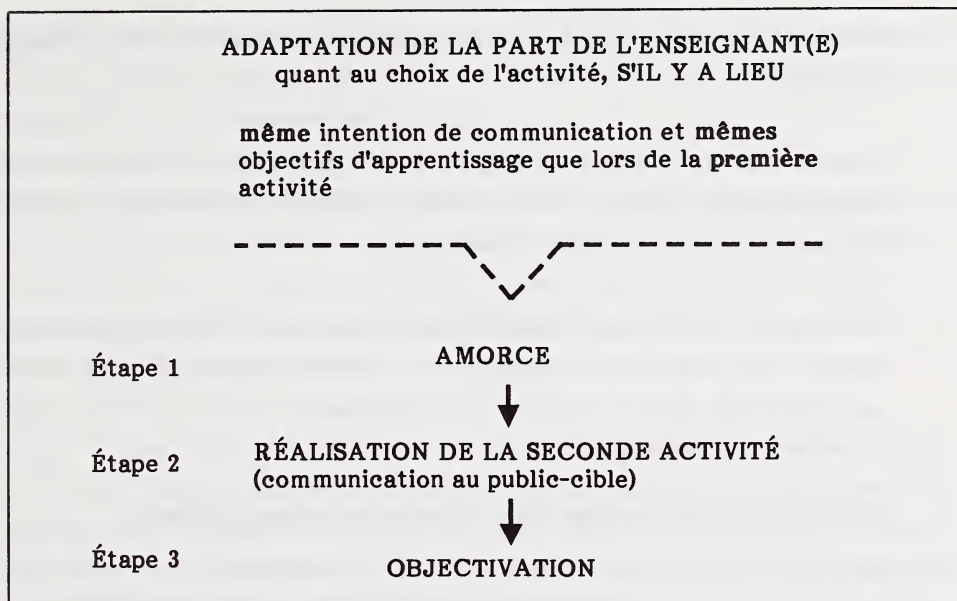 ADAPTATION DE LA PART DE L'ENSEIGNANT(E)
quant au choix de l'activité, S'IL Y A LIEU
même intention de communication et mêmes
objectifs d'apprentissage que lors de la première
activité
Étape 1 AMORCE
Étape 2 RÉALISATION DE LA SECONDE ACTIVITÉ
(communication au public-cible)
Étape 3 OBJECTIVATION